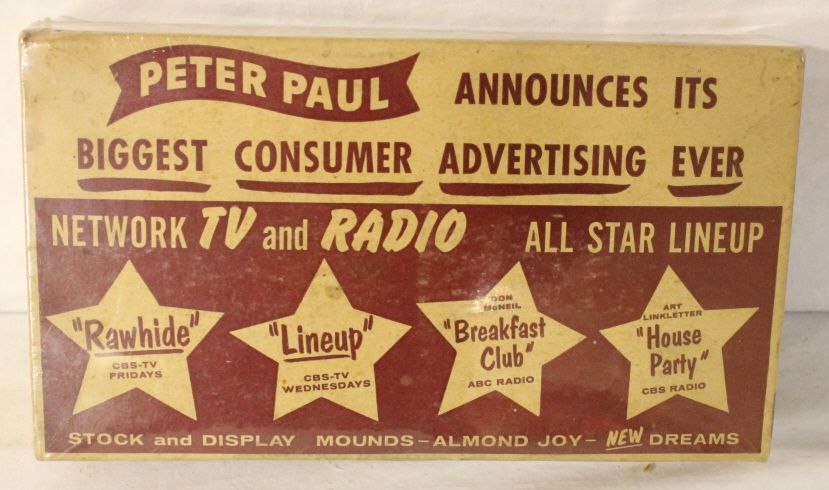 PETER PAUL ANNOUNCES ITS
BIGGEST CONSUMER ADVERTISING EVER
NETWORK TV and RADIO ALL STAR LINEUP
"Rawhide"
CBS-TV
FRIDAYS
"Lineup"
CBS-TV
WEDNESDAYS
DON
McNEIL
"Breakfast
Club"
ABC RADIO
ART
LINKLETTER
"House
Party"
CBS RADIO
STOCK and DISPLAY MOUNDS-ALMOND JOY-NEW DREAMS